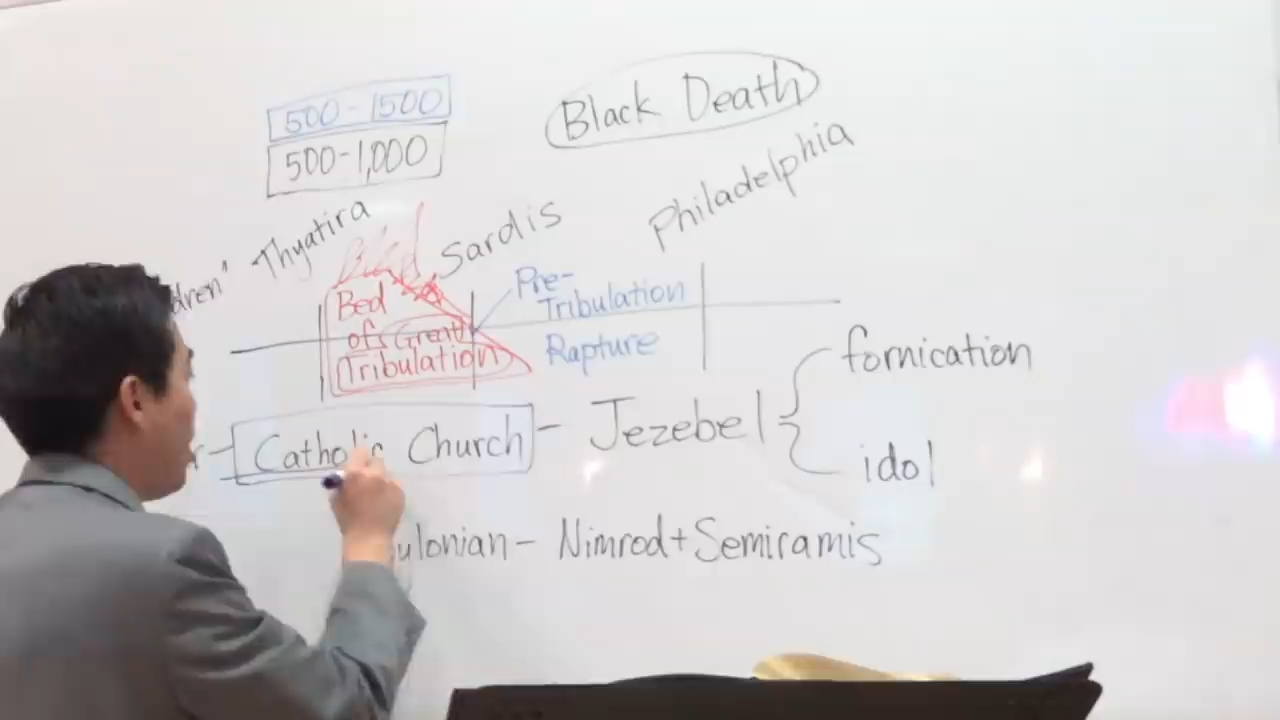 500-1500
Black Death
500-1,000
dren" Thyatira Sardis Philadelphia
Bed
of Great
Tribulation
Pre-
Tribulation
Rapture
fornication
Catholic Church - Jezebel
idol
ylonian - Nimrod+Semiramis